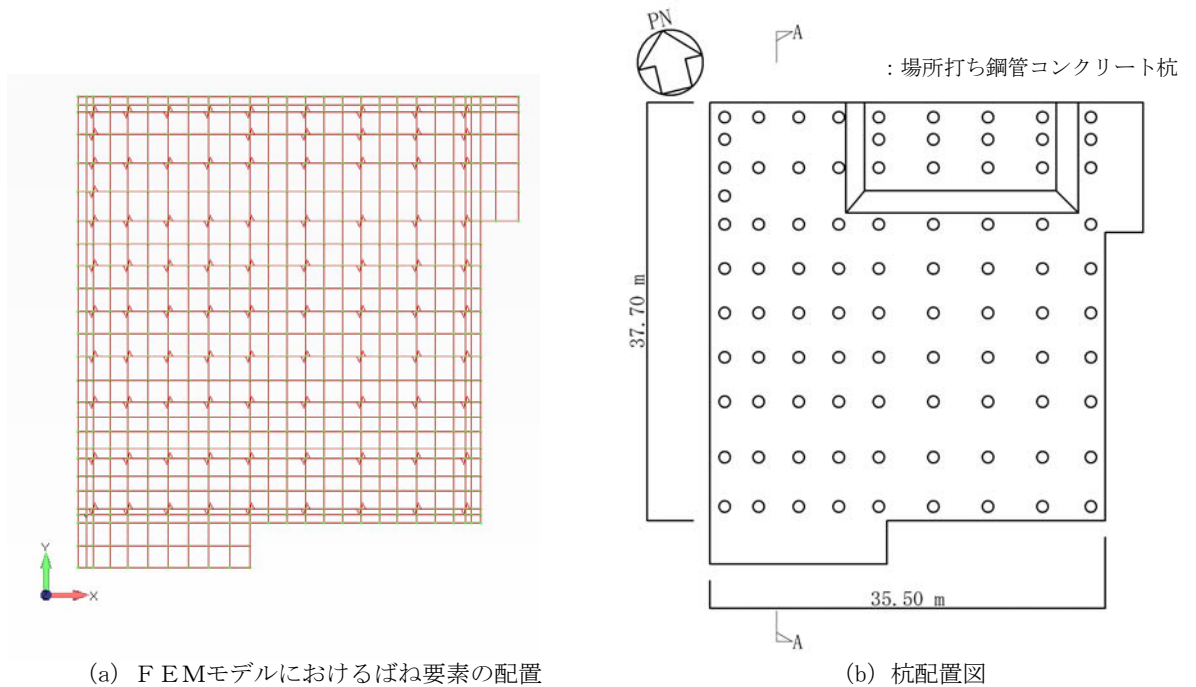 PN
A
：場所打ち鋼管コンクリート杭
37.70 m
35.50 m
A
Y
X
(a) ＦＥＭモデルにおけるばね要素の配置
(b) 杭配置図